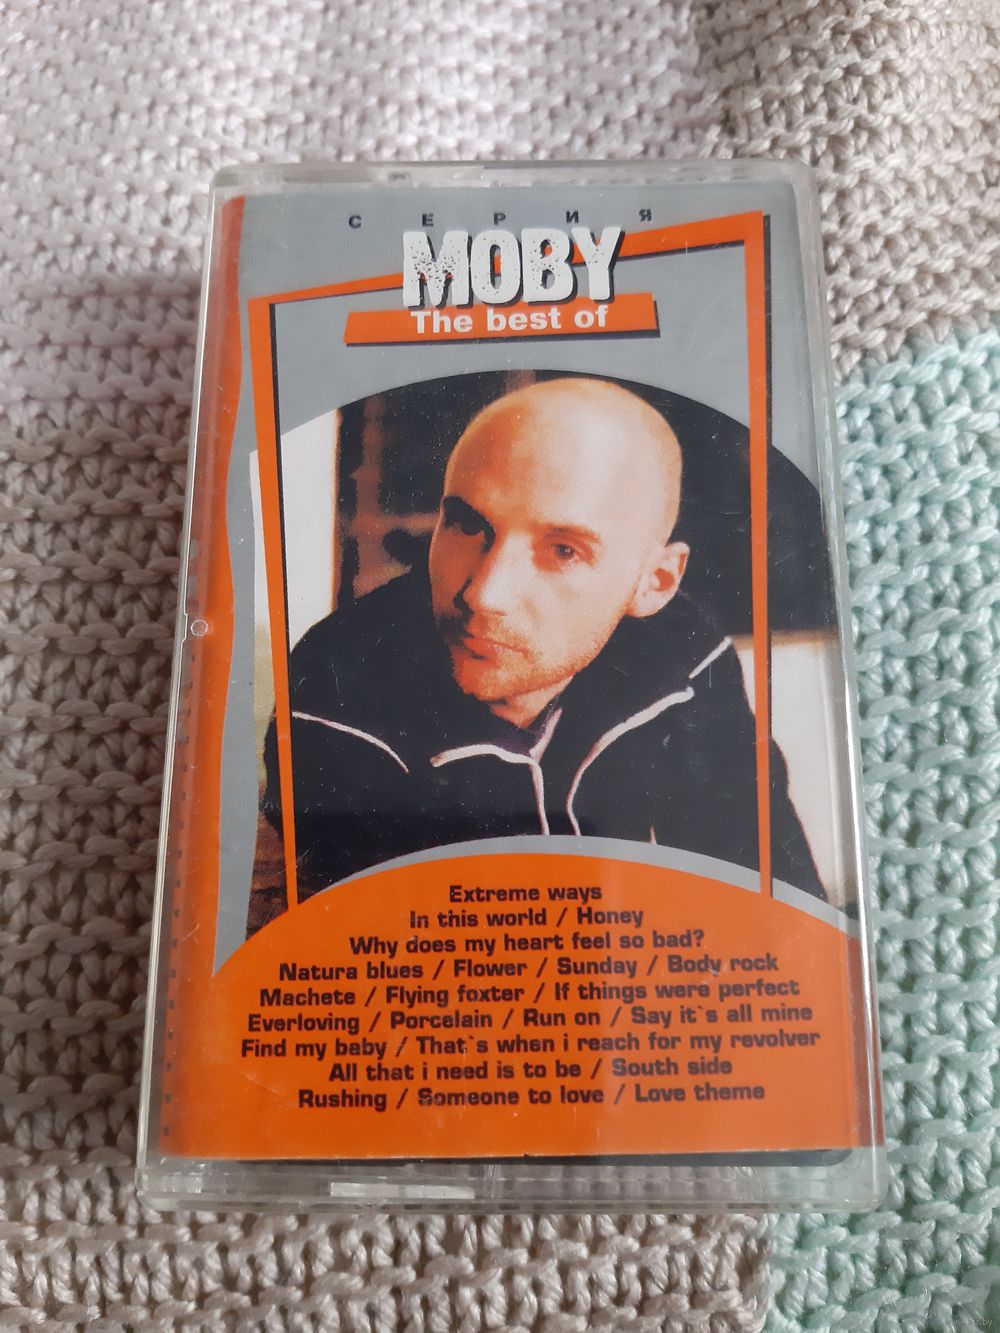 СЕРИЯ
MOBY
The best of
Extreme ways
In this world / Honey
Why does my heart feel so bad?
Natura blues / Flower / Sunday / Body rock
Machete / Flying foxter / If things were perfect
Everloving / Porcelain / Run on / Say it`s all mine
Find my baby / That`s when i reach for my revolver
All that i need is to be / South side
Rushing / Someone to love / Love theme